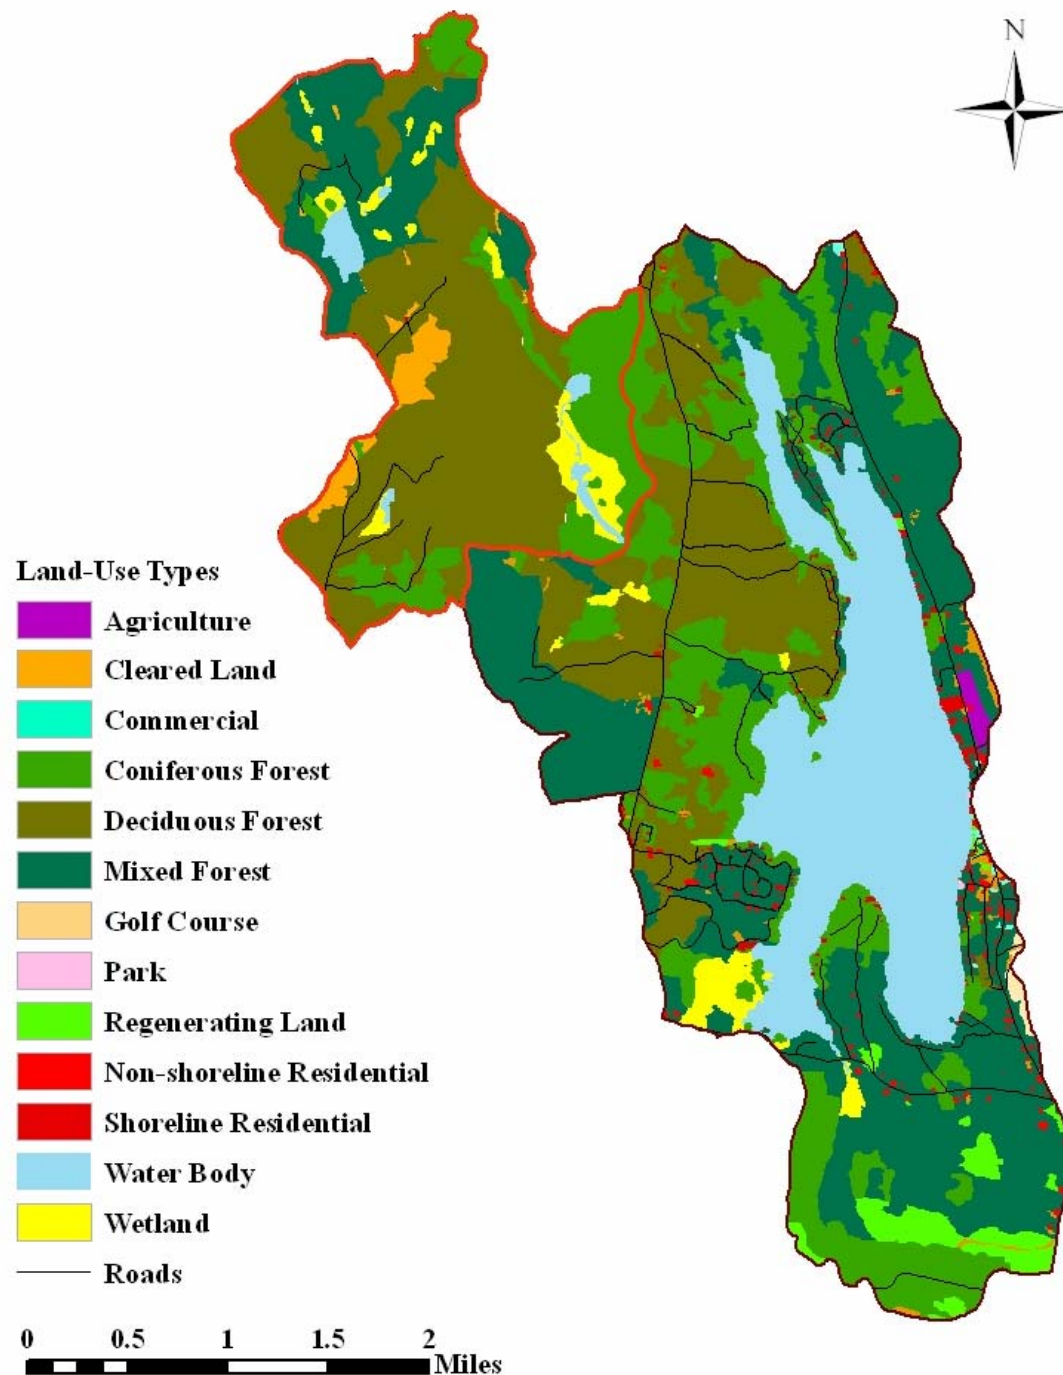 N
Land-Use Types
Agriculture
Cleared Land
Commercial
Coniferous Forest
Deciduous Forest
Mixed Forest
Golf Course
Park
Regenerating Land
Non-shoreline Residential
Shoreline Residential
Water Body
Wetland
Roads
0 0.5 1 1.5 2
Miles